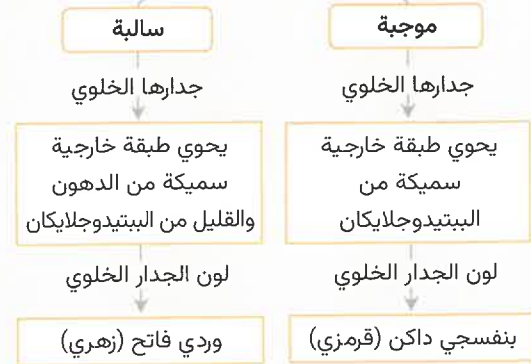 موجبة
جدارها الخلوي
يحوي طبقة خارجية
سميكة من
الببتيدوجلايكان
لون الجدار الخلوي
بنفسجي داكن (قرمزي)
سالبة
جدارها الخلوي
يحوي طبقة خارجية
سميكة من الدهون
والقليل من الببتيدوجلايكان
لون الجدار الخلوي
وردي فاتح (زهري)